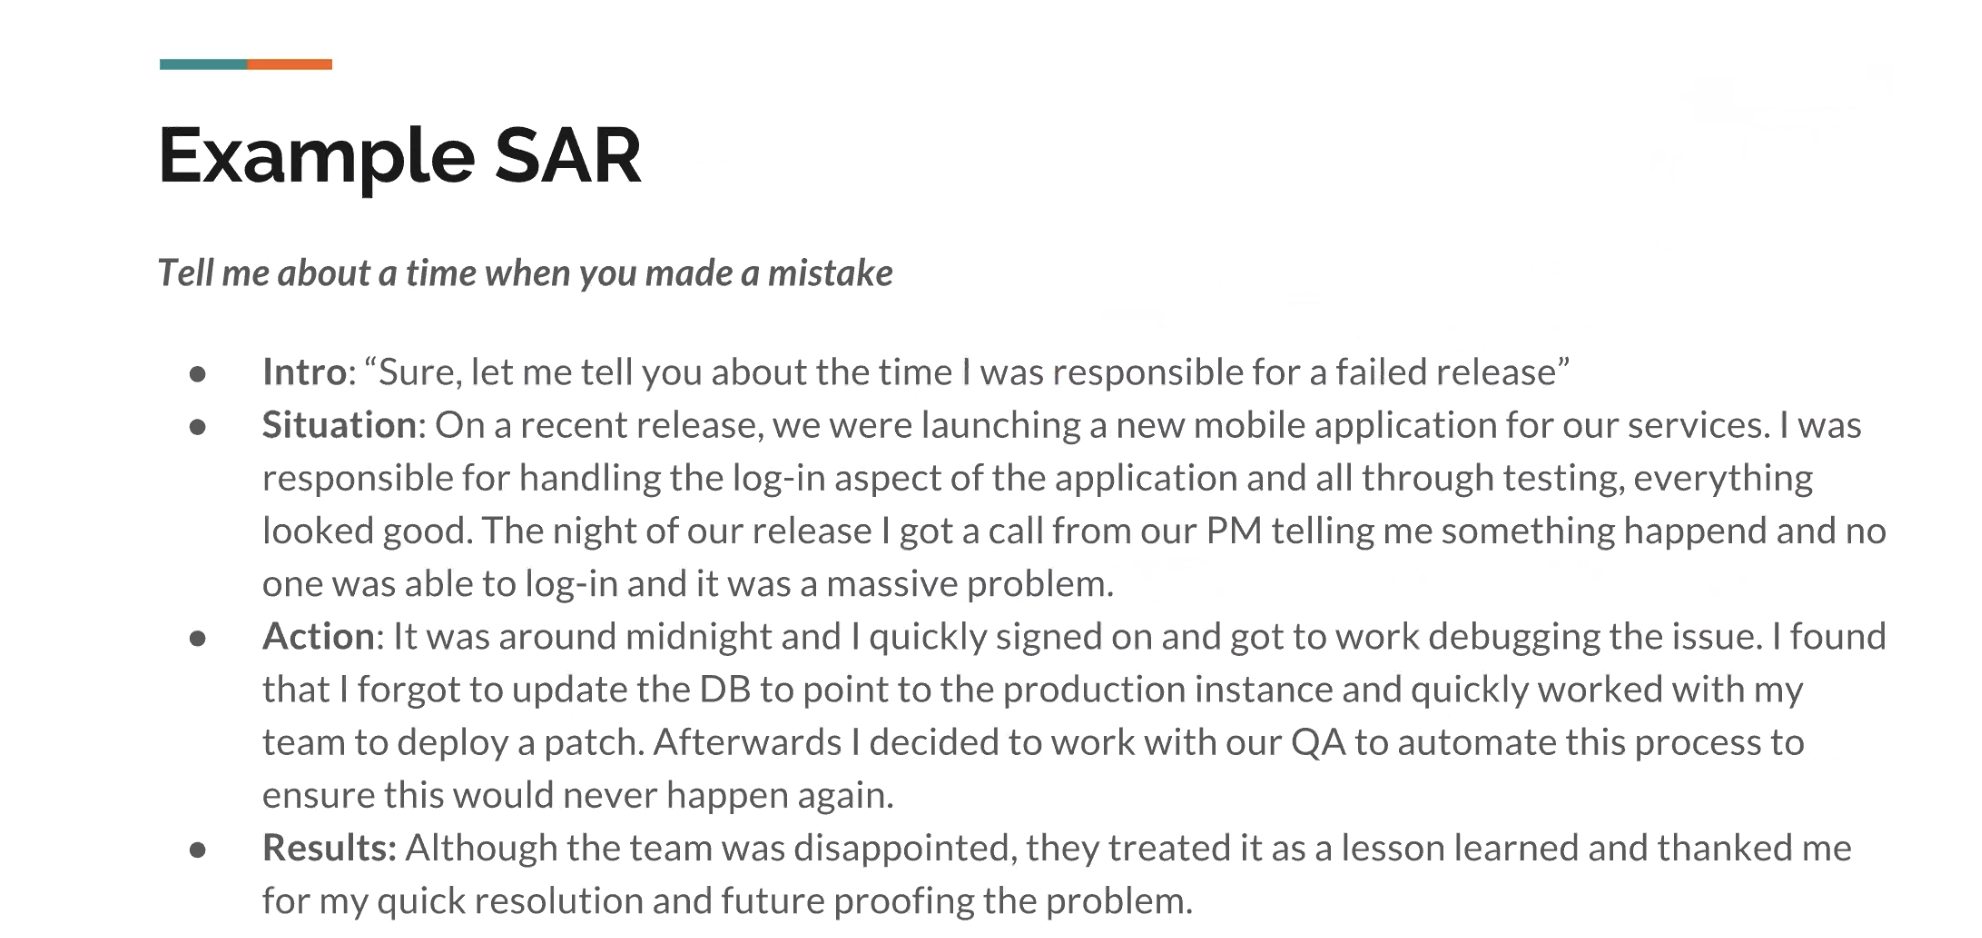 Example SAR
Tell me about a time when you made a mistake
● Intro: “Sure, let me tell you about the time I was responsible for a failed release”
● Situation: On a recent release, we were launching a new mobile application for our services. I was
responsible for handling the log-in aspect of the application and all through testing, everything
looked good. The night of our release I got a call from our PM telling me something happend and no
one was able to log-in and it was a massive problem.
● Action: It was around midnight and I quickly signed on and got to work debugging the issue. I found
that I forgot to update the DB to point to the production instance and quickly worked with my
team to deploy a patch. Afterwards I decided to work with our QA to automate this process to
ensure this would never happen again.
● Results: Although the team was disappointed, they treated it as a lesson learned and thanked me
for my quick resolution and future proofing the problem.